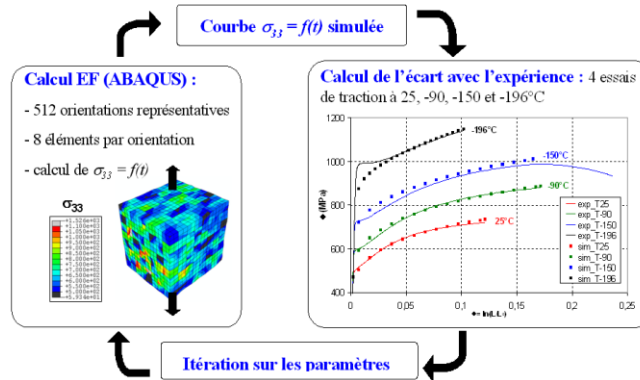 Courbe σ33 = f(t) simulée
Calcul EF (ABAQUS) :
- 512 orientations représentatives
- 8 éléments par orientation
- calcul de σ33 = f(t)
σ33
Calcul de l'écart avec l'expérience : 4 essais
de traction à 25, -90, -150 et -196°C
1200
1000
800
600
400
(MPa)
0
0,05
0,1
0,15
0,2
0,25
-196°C
-150°C
-90°C
25°C
exp_T25
exp_T-90
exp_T-150
exp_T-196
sim_T25
sim_T-90
sim_T-150
sim_T-196
Itération sur les paramètres